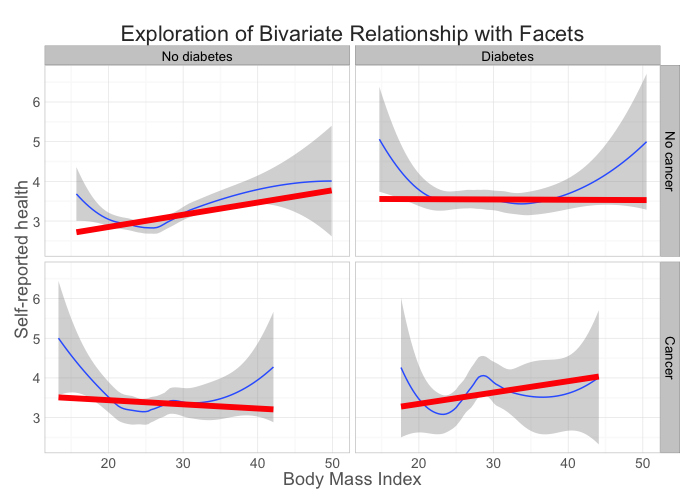 Exploration of Bivariate Relationship with Facets
No diabetes
Diabetes
6
5
4
3
No cancer
Self-reported health
6
5
4
3
Cancer
20
30
40
50
20
30
40
50
Body Mass Index